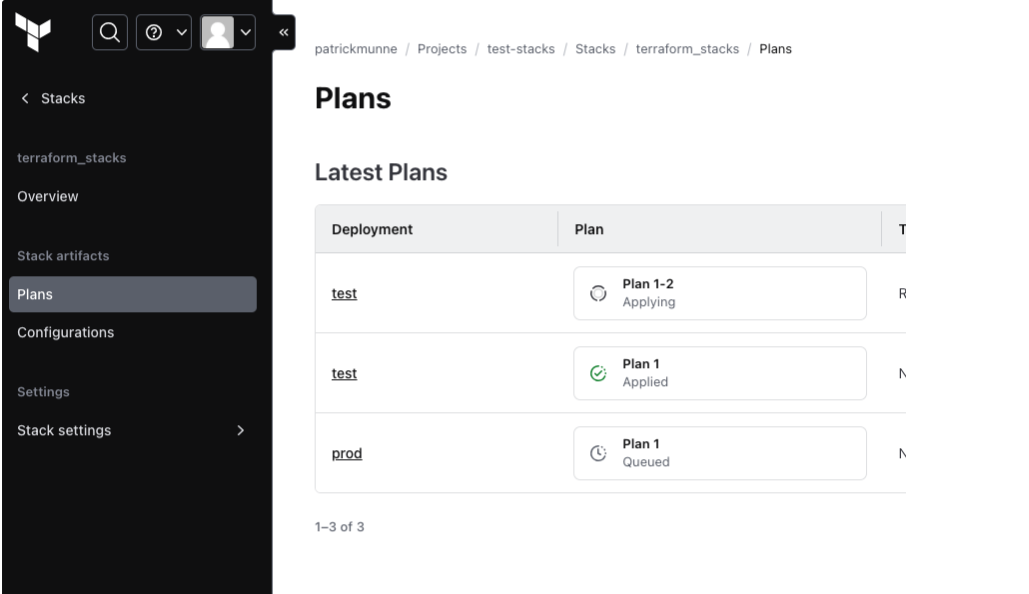 patrickmunne / Projects / test-stacks / Stacks / terraform_stacks / Plans
Stacks
terraform_stacks
Overview
Stack artifacts
Plans
Configurations
Settings
Stack settings
Plans
Latest Plans
Deployment Plan
test Plan 1-2
Applying
test Plan 1
Applied
prod Plan 1
Queued
1–3 of 3